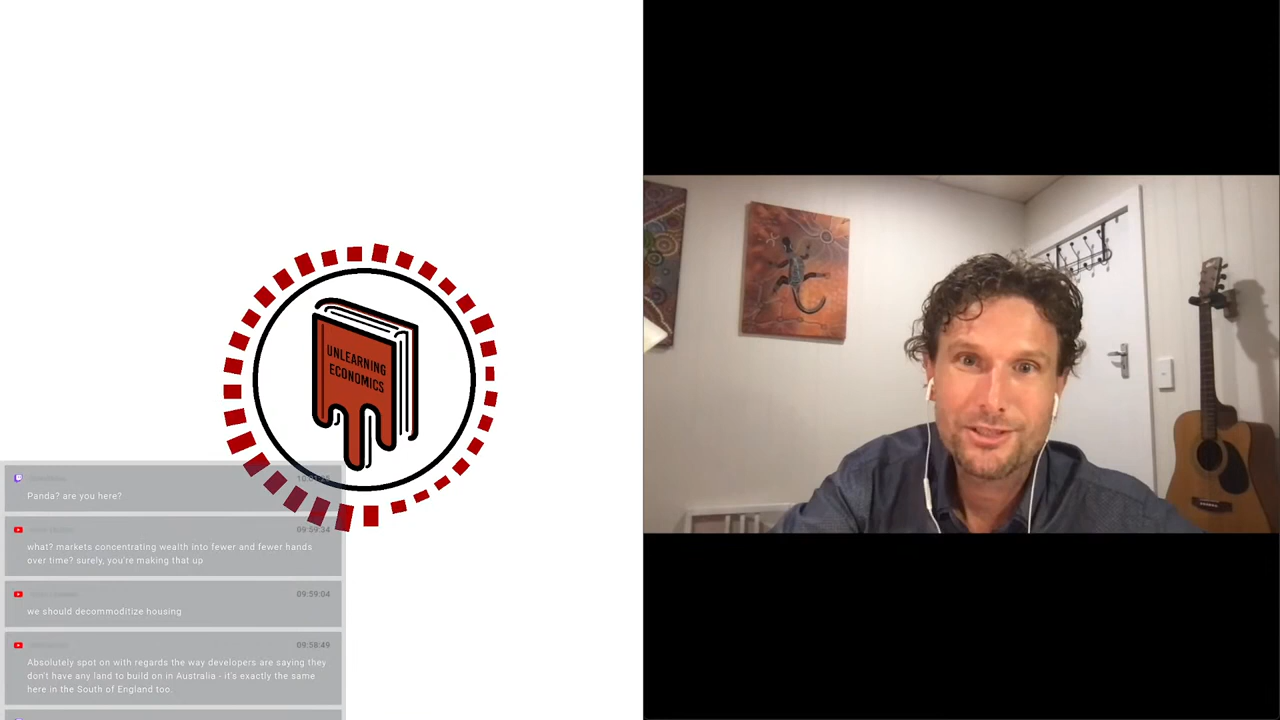 UNLEARNING
ECONOMICS
Panda? are you here?
09:59:34
what? markets concentrating wealth into fewer and fewer hands
over time? surely, you're making that up
09:59:04
we should decommoditize housing
09:58:49
Absolutely spot on with regards the way developers are saying they
don't have any land to build on in Australia - it's exactly the same
here in the South of England too.